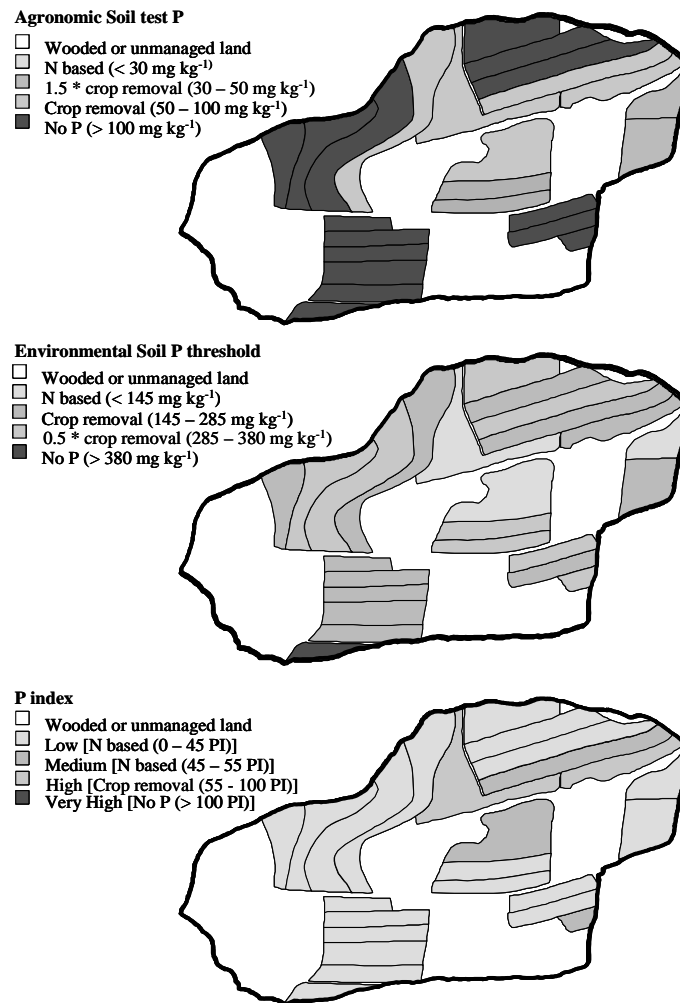 Agronomic Soil test P
Wooded or unmanaged land
N based (< 30 mg kg⁻¹)
1.5 * crop removal (30 – 50 mg kg⁻¹)
Crop removal (50 – 100 mg kg⁻¹)
No P (> 100 mg kg⁻¹)
Environmental Soil P threshold
Wooded or unmanaged land
N based (< 145 mg kg⁻¹)
Crop removal (145 – 285 mg kg⁻¹)
0.5 * crop removal (285 – 380 mg kg⁻¹)
No P (> 380 mg kg⁻¹)
P index
Wooded or unmanaged land
Low [N based (0 – 45 PI)]
Medium [N based (45 – 55 PI)]
High [Crop removal (55 - 100 PI)]
Very High [No P (> 100 PI)]